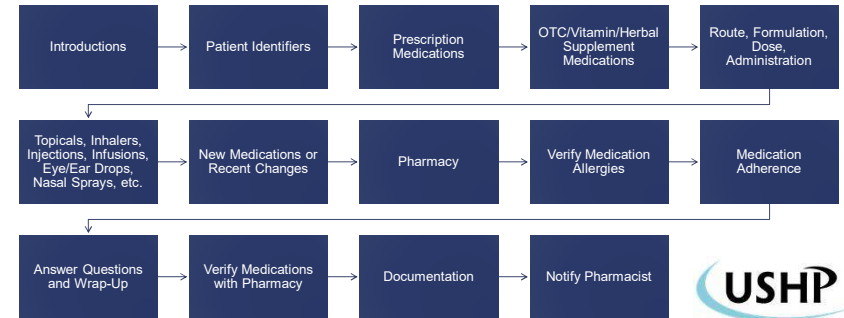 Introductions
Patient Identifiers
Prescription
Medications
OTC/Vitamin/Herbal
Supplement
Medications
Route, Formulation,
Dose,
Administration
Topicals, Inhalers,
Injections, Infusions,
Eye/Ear Drops,
Nasal Sprays, etc.
New Medications or
Recent Changes
Pharmacy
Verify Medication
Allergies
Medication
Adherence
Answer Questions
and Wrap-Up
Verify Medications
with Pharmacy
Documentation
Notify Pharmacist
USHP